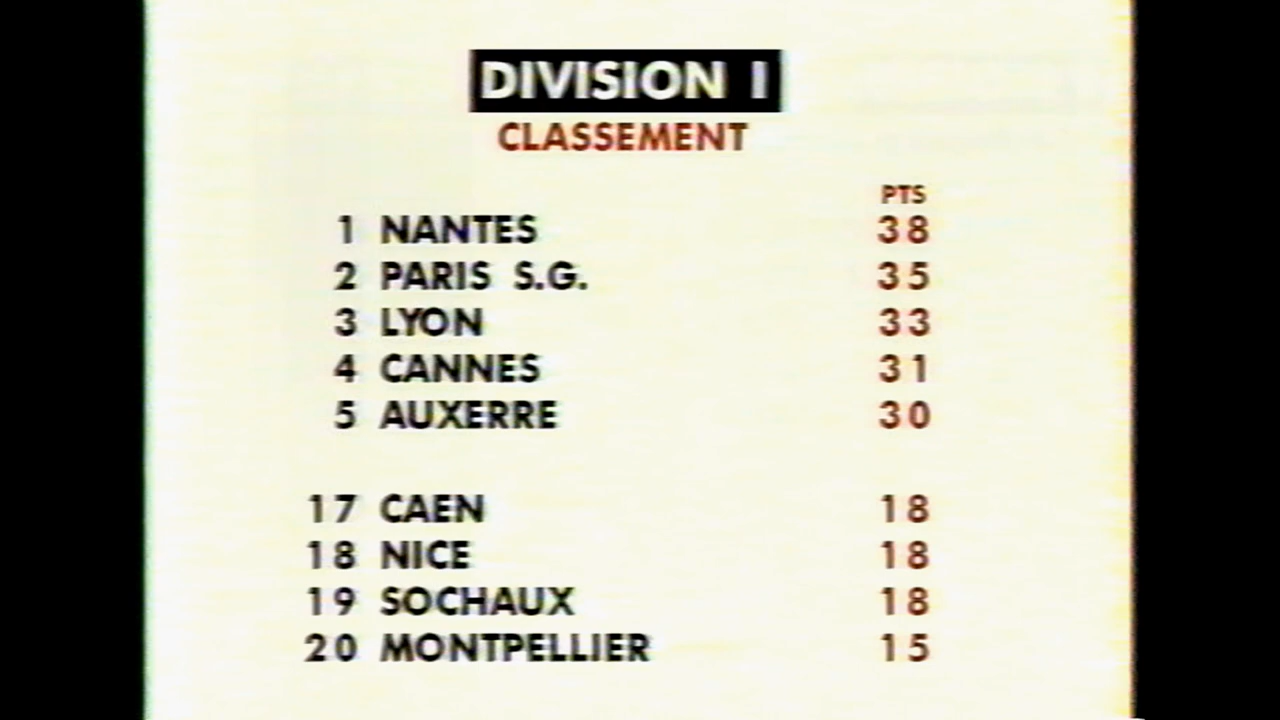 DIVISION 1
CLASSEMENT
PTS
1 NANTES 38
2 PARIS S.G. 35
3 LYON 33
4 CANNES 31
5 AUXERRE 30
17 CAEN 18
18 NICE 18
19 SOCHAUX 18
20 MONTPELLIER 15